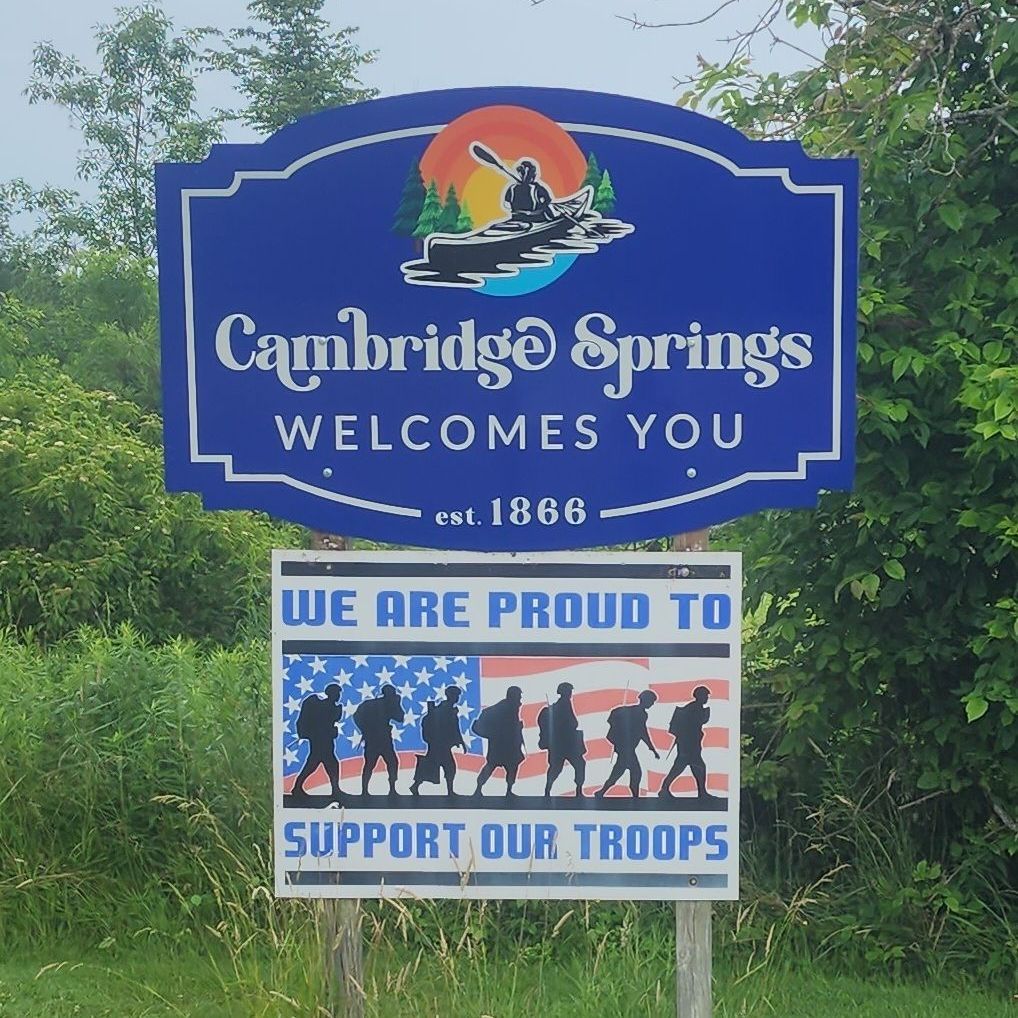 Cambridge Springs
WELCOMES YOU
est. 1866
WE ARE PROUD TO
SUPPORT OUR TROOPS